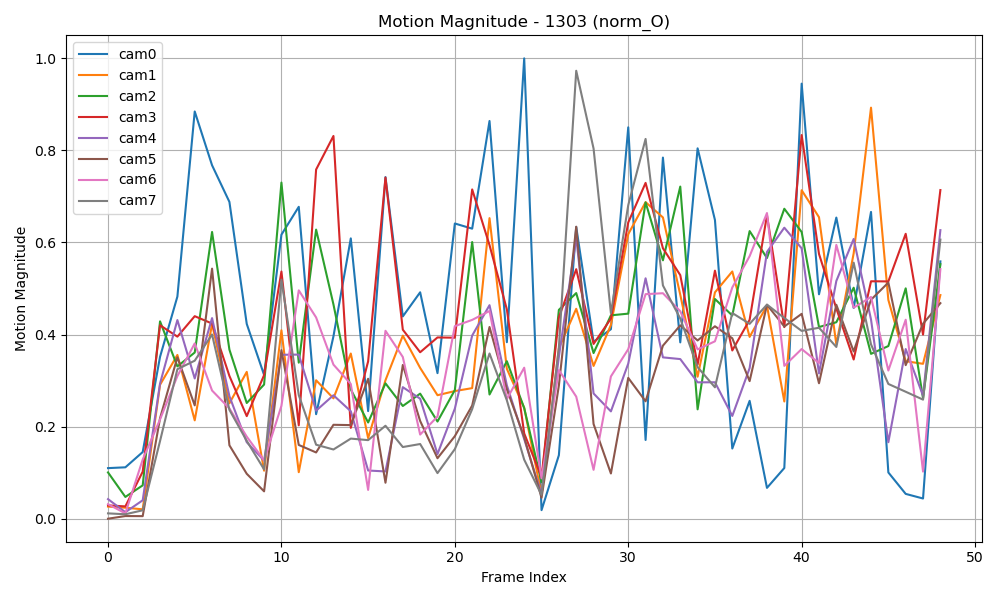 Motion Magnitude - 1303 (norm_O)
cam0
cam1
cam2
cam3
cam4
cam5
cam6
cam7
Motion Magnitude
1.0
0.8
0.6
0.4
0.2
0.0
0 10 20 30 40 50
Frame Index